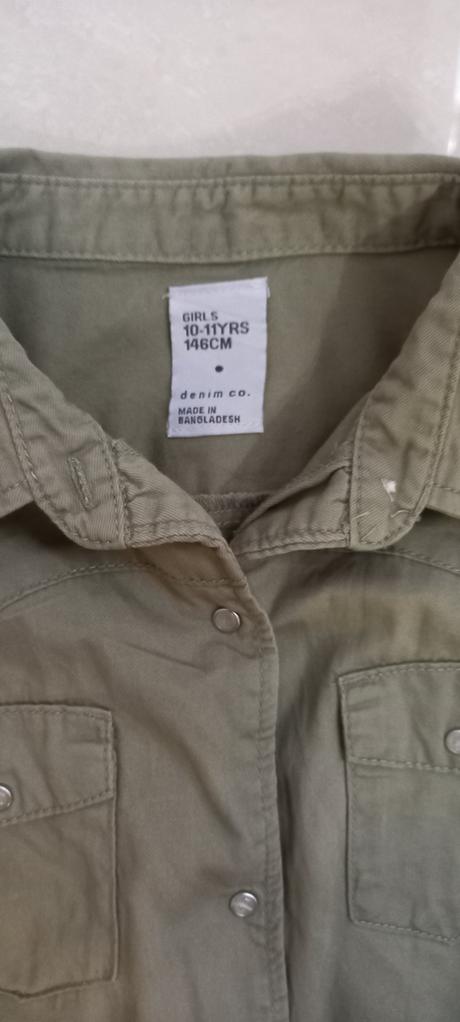 GIRLS
10-11YRS
146CM
denim co.
MADE IN
BANGLADESH